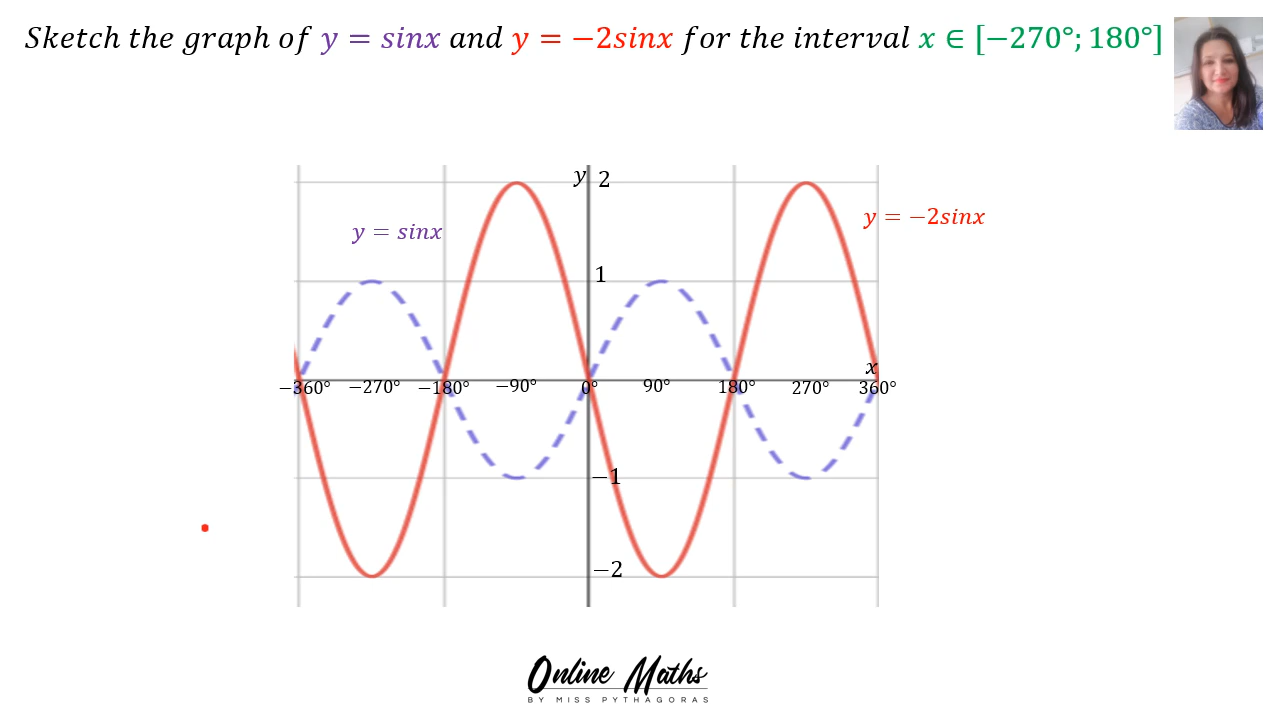 Sketch the graph of y = sinx and y = −2sinx for the interval x ∈ [−270°; 180°]
y 2
y = −2sinx
y = sinx
1
x
−360° −270° −180° −90° 0° 90° 180° 270° 360°
−1
−2
Online Maths
BY MISS PYTHAGORAS